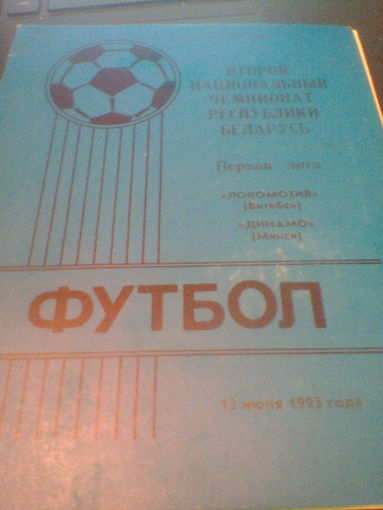 ВТОРОЙ
НАЦИОНАЛЬНЫЙ
ЧЕМПИОНАТ
РЕСПУБЛИКИ
БЕЛАРУСЬ
Первая лига
«ЛОКОМОТИВ»
(Витебск)
«ДИНАМО»
(Минск)
ФУТБОЛ
13 июня 1993 года